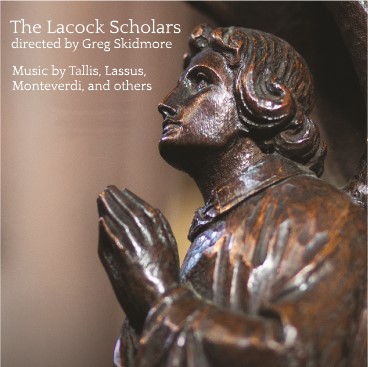 The Lacock Scholars
directed by Greg Skidmore
Music by Tallis, Lassus,
Monteverdi, and others